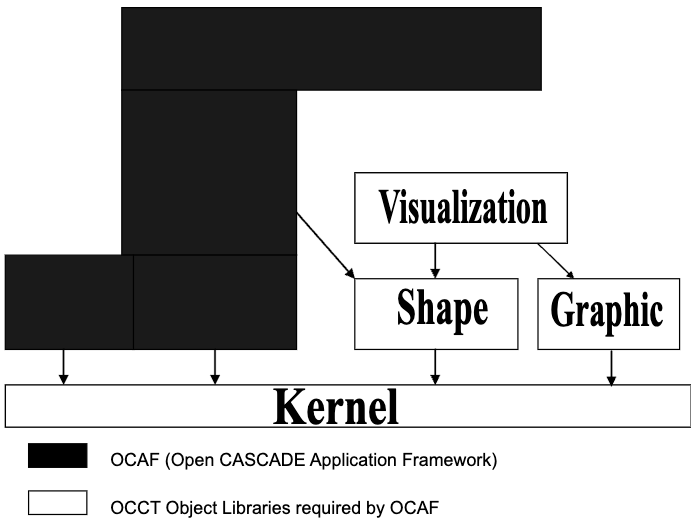 Visualization
Shape
Graphic
Kernel
OCAF (Open CASCADE Application Framework)
OCCT Object Libraries required by OCAF